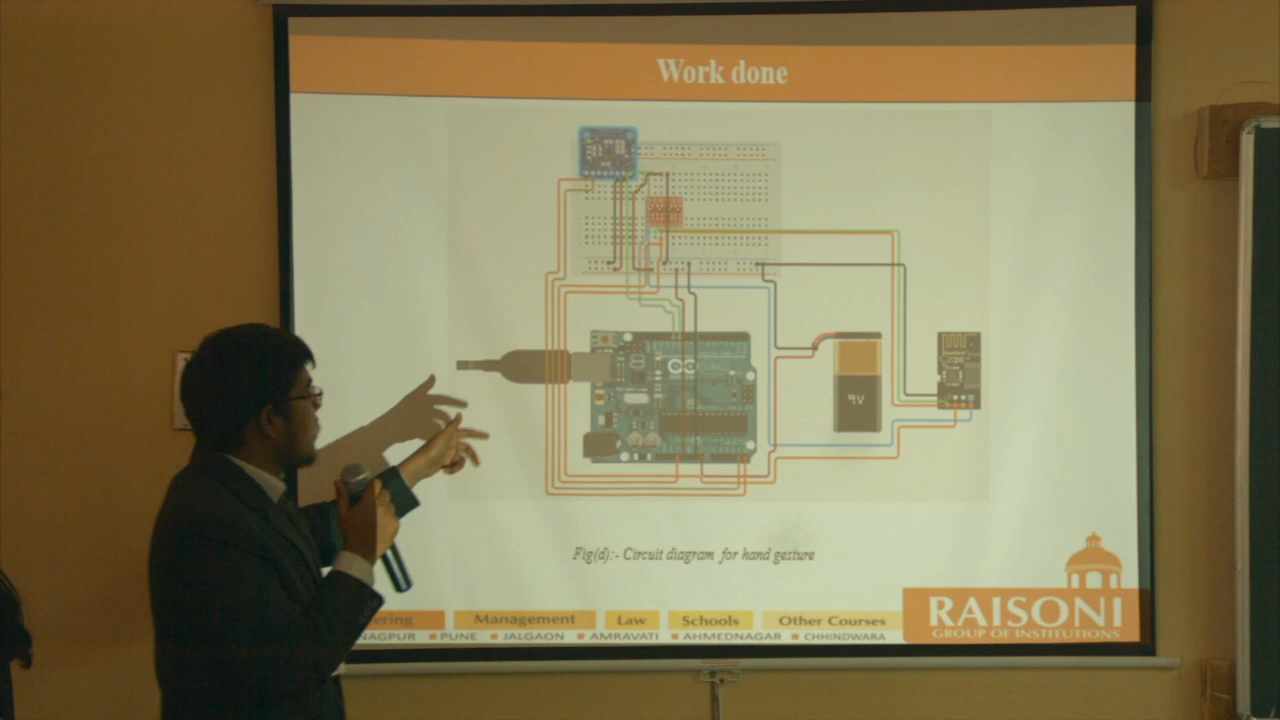 Work done
UNO
9V
Fig(d):- Circuit diagram for hand gesture
ering Management Law Schools Other Courses
NAGPUR ▪ PUNE ▪ JALGAON ▪ AMRAVATI ▪ AHMEDNAGAR ▪ CHHINDWARA
RAISONI
GROUP OF INSTITUTIONS